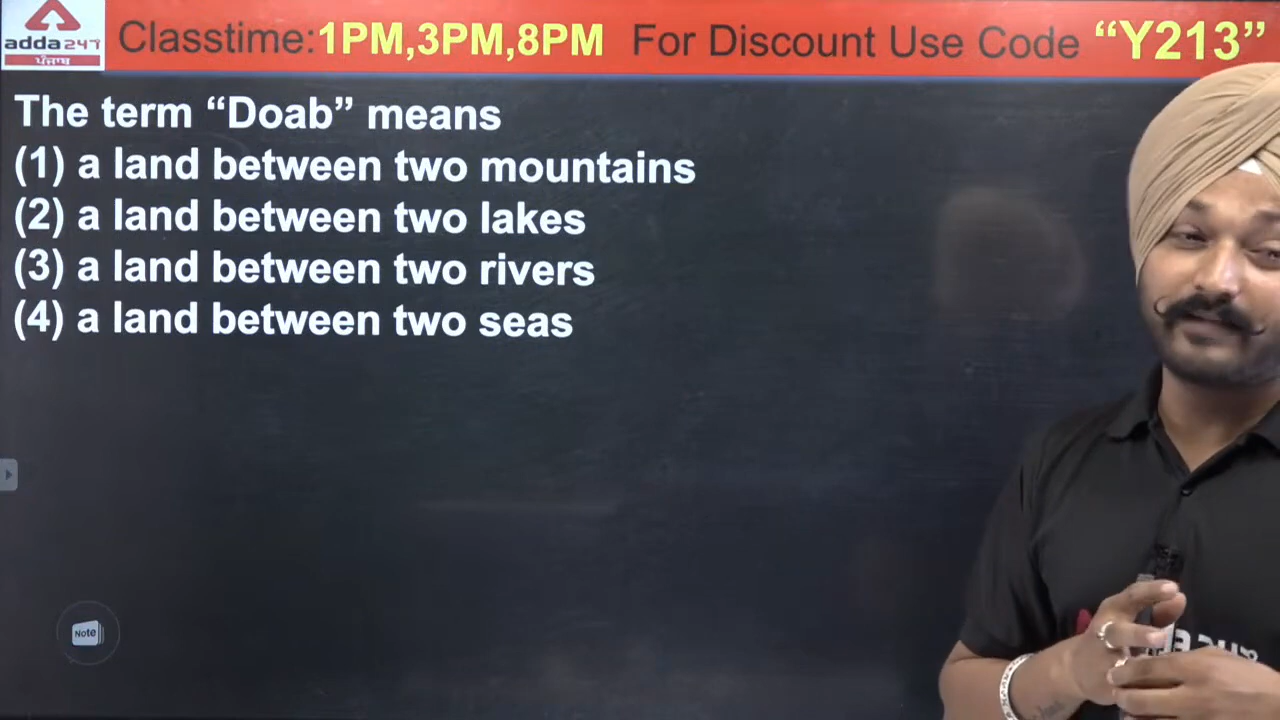 adda247
ਪੰਜਾਬ
Classtime:1PM,3PM,8PM For Discount Use Code “Y213”
The term “Doab” means
(1) a land between two mountains
(2) a land between two lakes
(3) a land between two rivers
(4) a land between two seas
Note